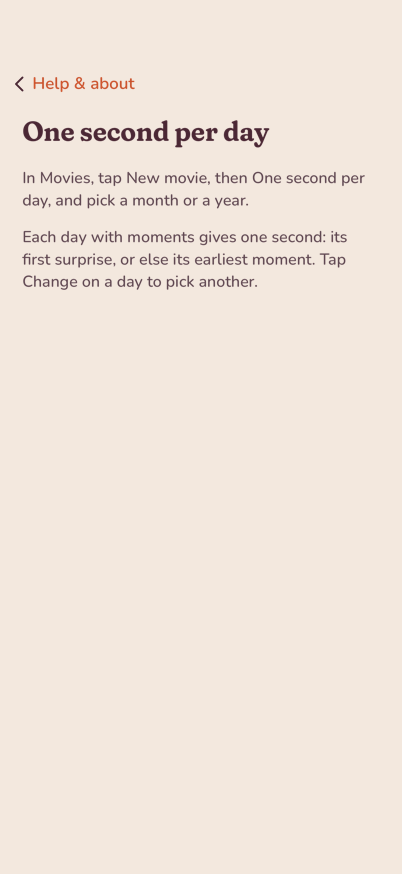 Help & about
One second per day
In Movies, tap New movie, then One second per
day, and pick a month or a year.
Each day with moments gives one second: its
first surprise, or else its earliest moment. Tap
Change on a day to pick another.